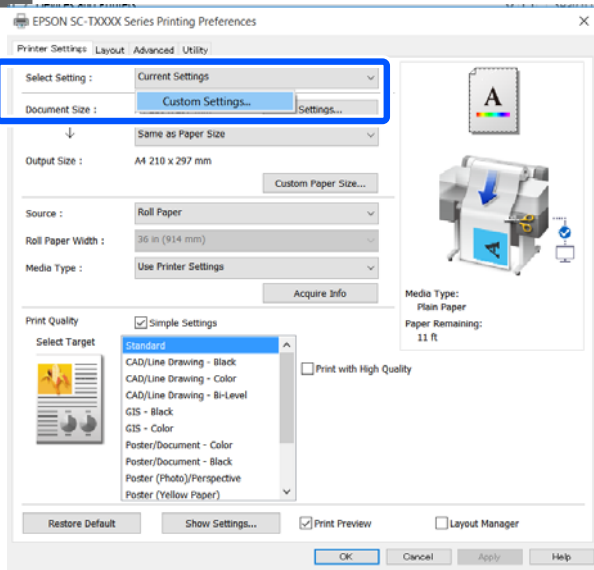 EPSON SC-TXXXX Series Printing Preferences
Printer Settings Layout Advanced Utility
Select Setting : Current Settings
Custom Settings...
Document Size : Settings...
Same as Paper Size
Output Size : A4 210 x 297 mm
Custom Paper Size...
Source : Roll Paper
Roll Paper Width : 36 in (914 mm)
Media Type : Use Printer Settings
Acquire Info
A
A
Media Type:
Plain Paper
Paper Remaining:
11 ft
Print Quality Simple Settings
Select Target
Standard
CAD/Line Drawing - Black
CAD/Line Drawing - Color
CAD/Line Drawing - Bi-Level
GIS - Black
GIS - Color
Poster/Document - Color
Poster/Document - Black
Poster (Photo)/Perspective
Poster (Yellow Paper)
Print with High Quality
Restore Default Show Settings... Print Preview Layout Manager
OK Cancel Apply Help